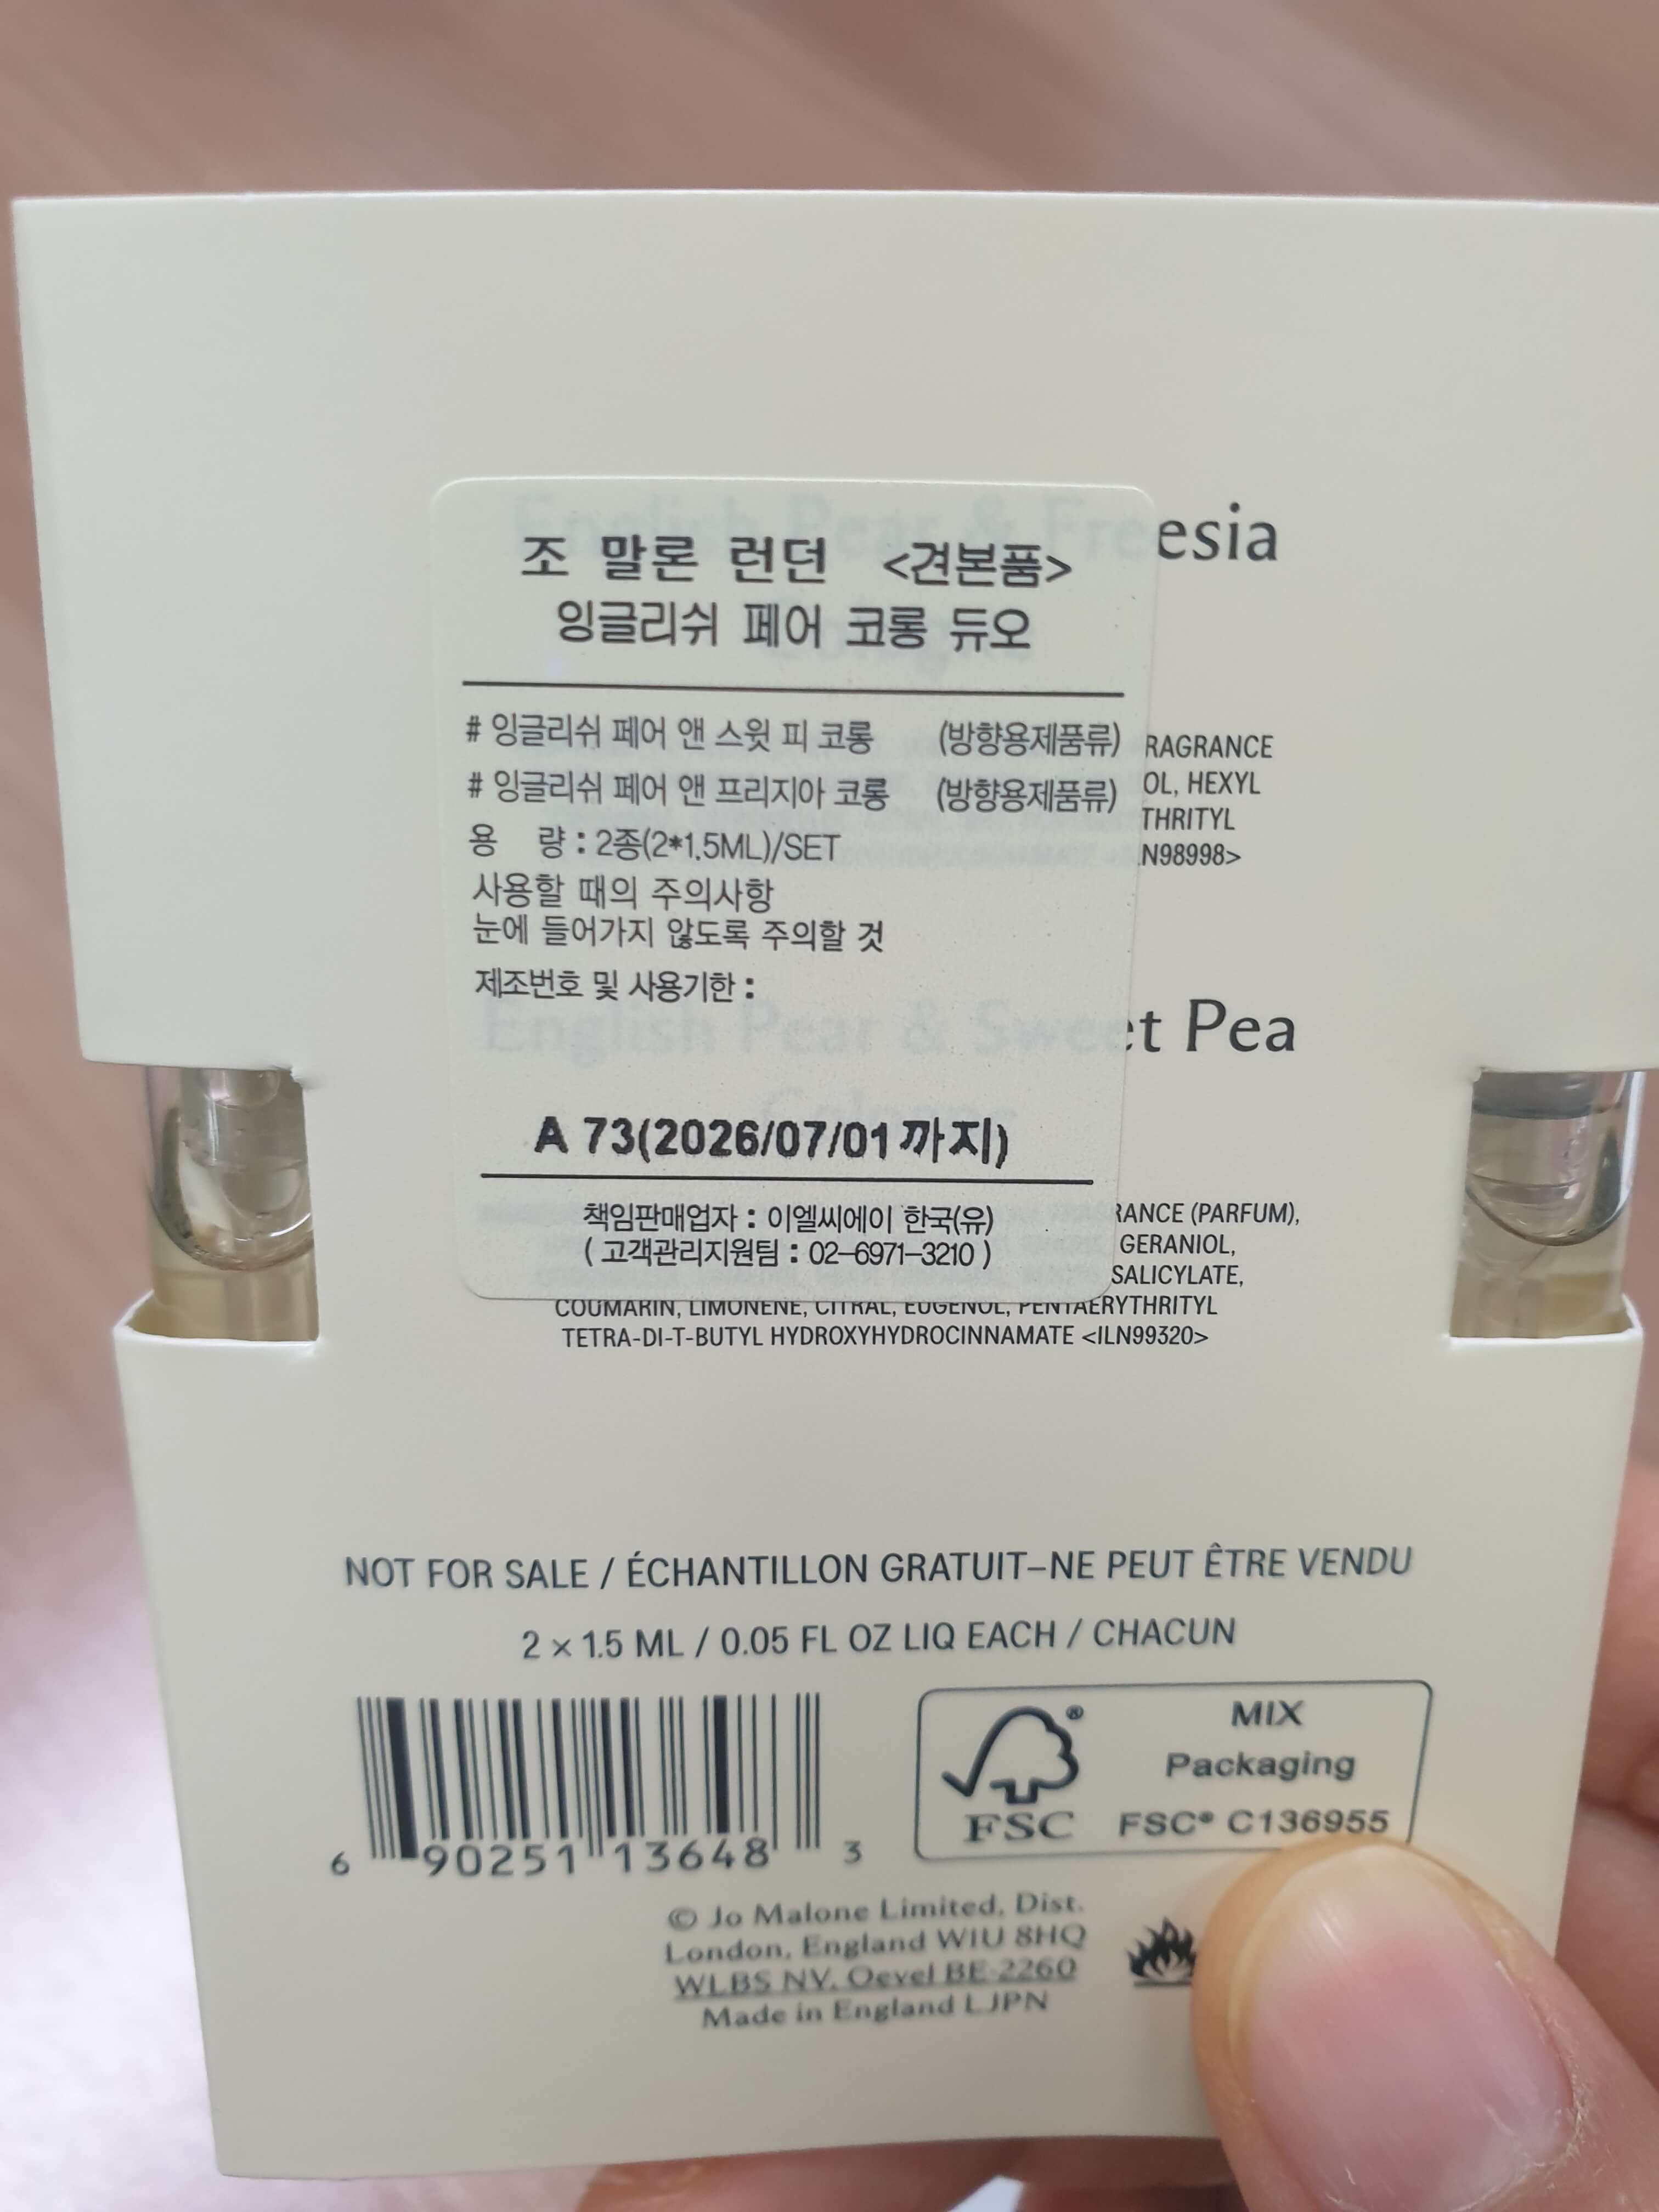 조 말론 런던 <견본품>
잉글리쉬 페어 코롱 듀오
# 잉글리쉬 페어 앤 스윗 피 코롱 (방향용제품류)
# 잉글리쉬 페어 앤 프리지아 코롱 (방향용제품류)
용 량 : 2종(2*1.5ML)/SET
사용할 때의 주의사항
눈에 들어가지 않도록 주의할 것
제조번호 및 사용기한 :
A 73(2026/07/01까지)
책임판매업자 : 이엘씨에이 한국(유)
( 고객관리지원팀 : 02-6971-3210 )
English Pear & Freesia
RAGRANCE
OL, HEXYL
THRITYL
N98998>
English Pear & Sweet Pea
Cologne
RANCE (PARFUM),
GERANIOL,
SALICYLATE,
COUMARIN, LIMONENE, CITRAL, EUGENOL, PENTAERYTHRITYL
TETRA-DI-T-BUTYL HYDROXYHYDROCINNAMATE <ILN99320>
NOT FOR SALE / ÉCHANTILLON GRATUIT–NE PEUT ÊTRE VENDU
2 × 1.5 ML / 0.05 FL OZ LIQ EACH / CHACUN
6 90251 13648 3
FSC
MIX
Packaging
FSC® C136955
© Jo Malone Limited, Dist.
London, England W1U 8HQ
WLBS NV, Oevel BE-2260
Made in England LJPN